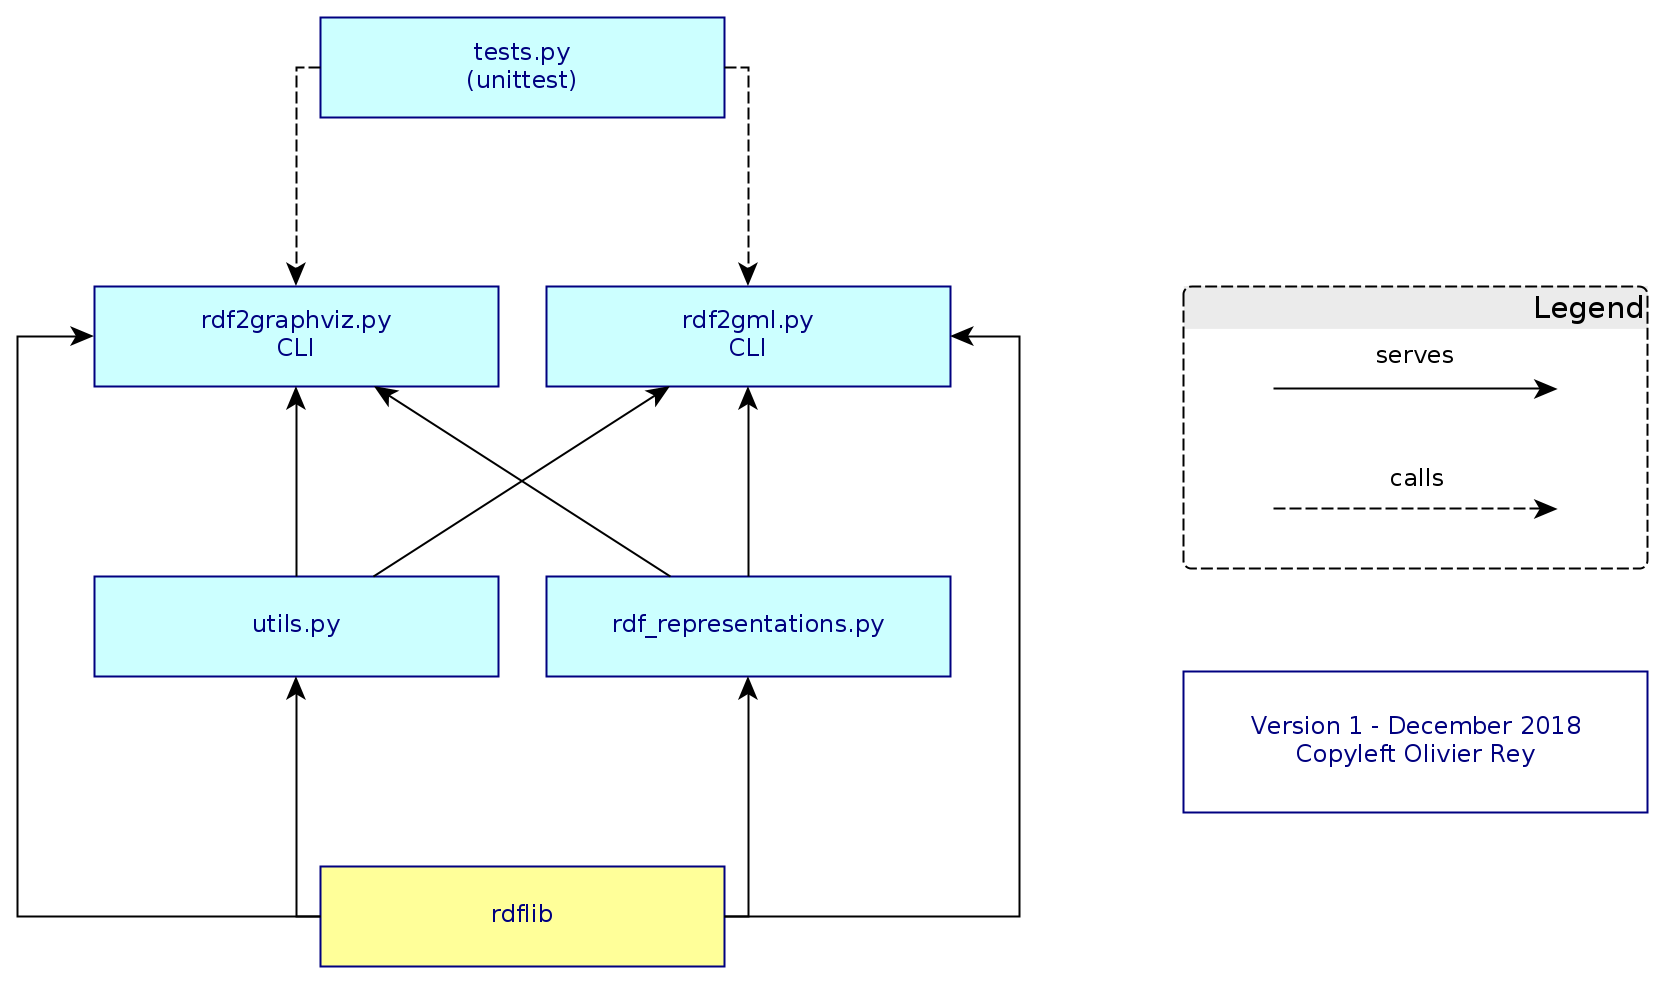 tests.py
(unittest)
rdf2graphviz.py
CLI
rdf2gml.py
CLI
Legend
serves
calls
utils.py
rdf_representations.py
Version 1 - December 2018
Copyleft Olivier Rey
rdflib